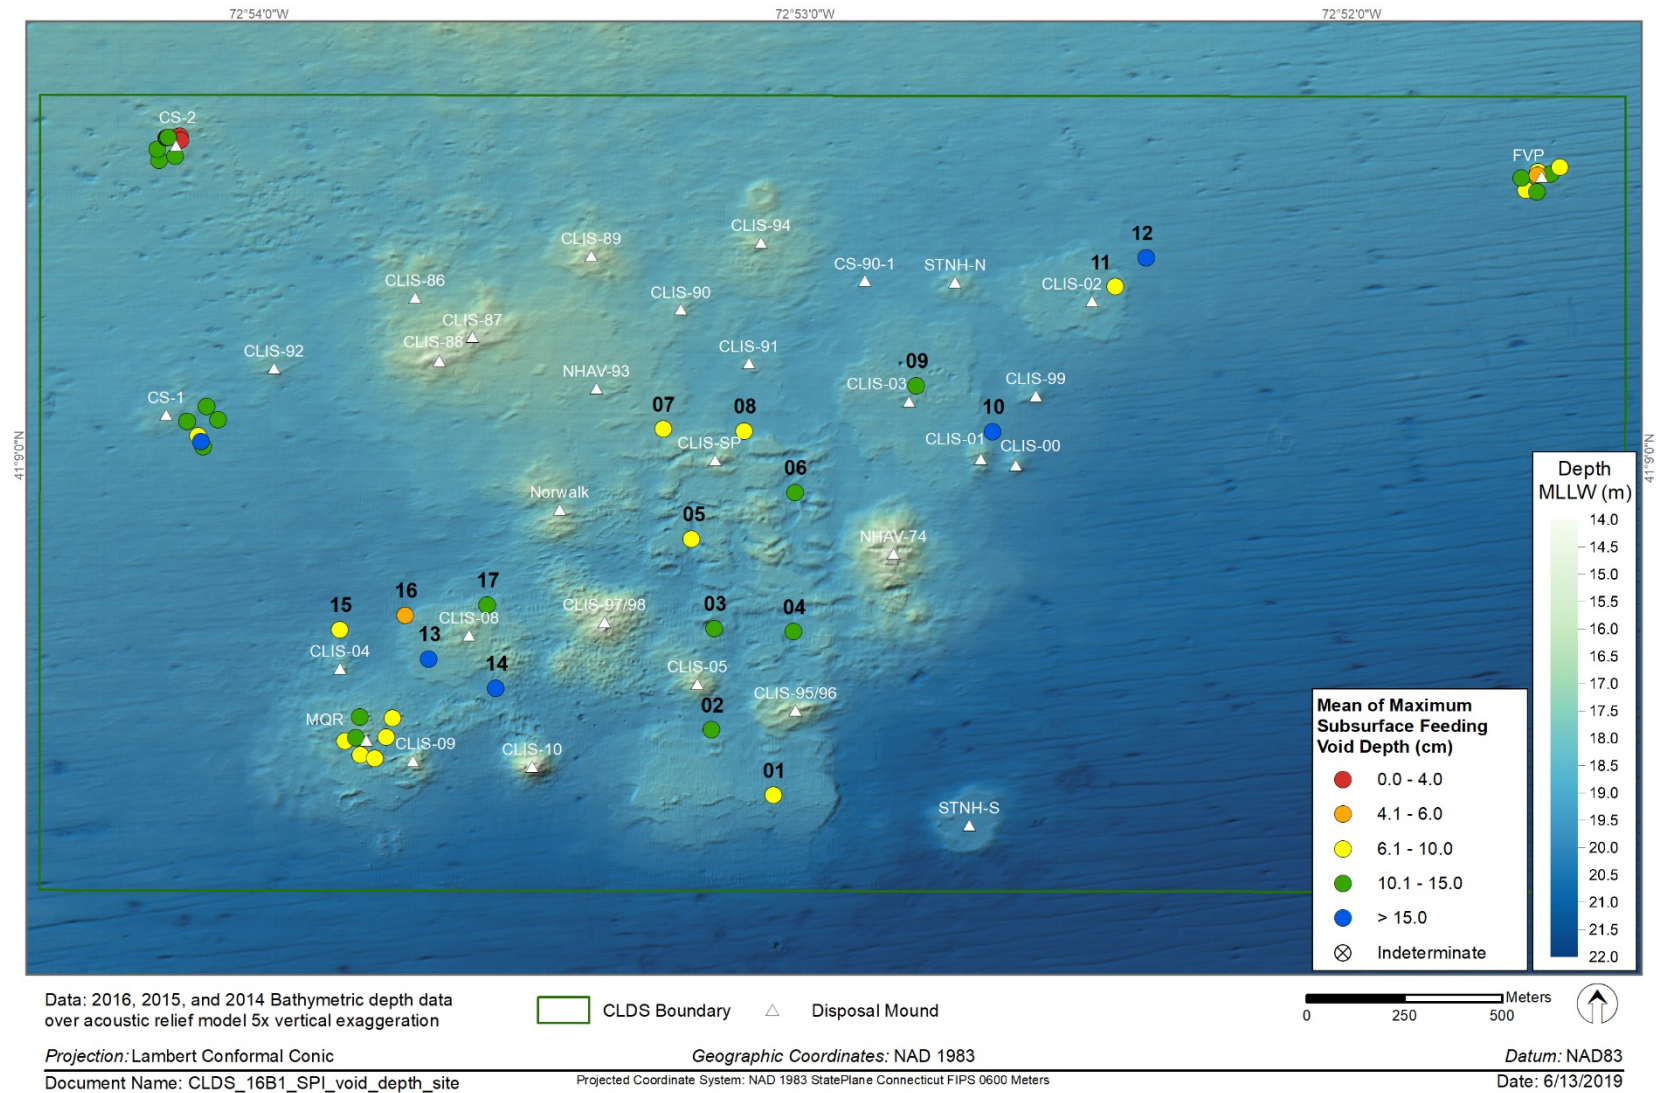 72°54'0"W
72°53'0"W
72°52'0"W
CS-2
FVP
CLIS-94
12
CLIS-89
11
CS-90-1
STNH-N
CLIS-86
CLIS-02
CLIS-90
CLIS-87
CLIS-88
CLIS-91
CLIS-92
09
NHAV-93
CLIS-03
CLIS-99
CS-1
07
08
10
CLIS-SP
CLIS-01
CLIS-00
41°9'0"N
41°9'0"N
06
Norwalk
05
NHAV-74
17
16
15
CLIS-97/98
03
04
CLIS-08
13
CLIS-04
14
CLIS-05
CLIS-95/96
02
MQR
CLIS-09
CLIS-10
01
STNH-S
Depth
MLLW (m)
14.0
14.5
15.0
15.5
16.0
16.5
17.0
17.5
18.0
18.5
19.0
19.5
20.0
20.5
21.0
21.5
22.0
Mean of Maximum
Subsurface Feeding
Void Depth (cm)
0.0 - 4.0
4.1 - 6.0
6.1 - 10.0
10.1 - 15.0
> 15.0
Indeterminate
Data: 2016, 2015, and 2014 Bathymetric depth data
over acoustic relief model 5x vertical exaggeration
CLDS Boundary
Disposal Mound
Meters
0 250 500
Projection: Lambert Conformal Conic
Geographic Coordinates: NAD 1983
Datum: NAD83
Document Name: CLDS_16B1_SPI_void_depth_site
Projected Coordinate System: NAD 1983 StatePlane Connecticut FIPS 0600 Meters
Date: 6/13/2019